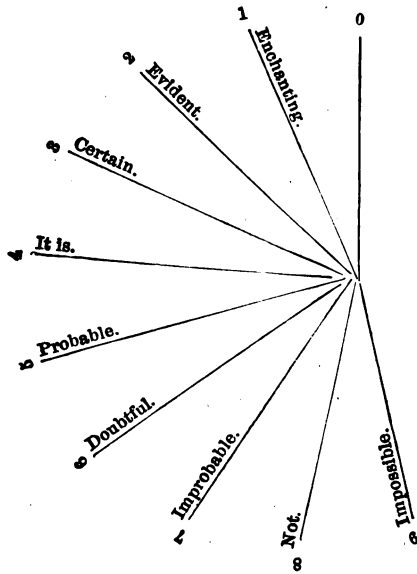 0
1 Enchanting.
2 Evident.
3 Certain.
4 It is.
5 Probable.
6 Doubtful.
7 Improbable.
8 Not.
9 Impossible.